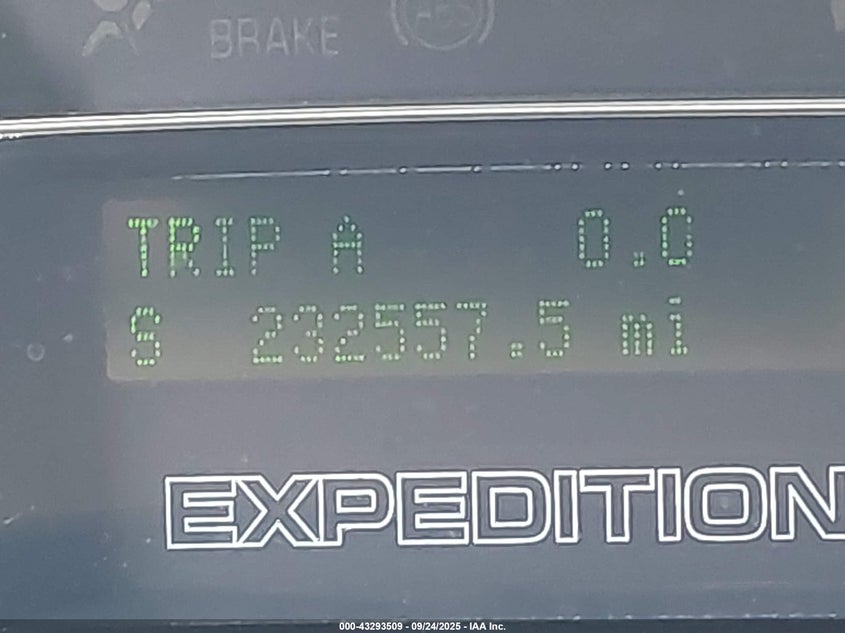 BRAKE ABS
TRIP A 0.0
S 232557.5 mi
EXPEDITION
000-43293509 - 09/24/2025 - IAA Inc.